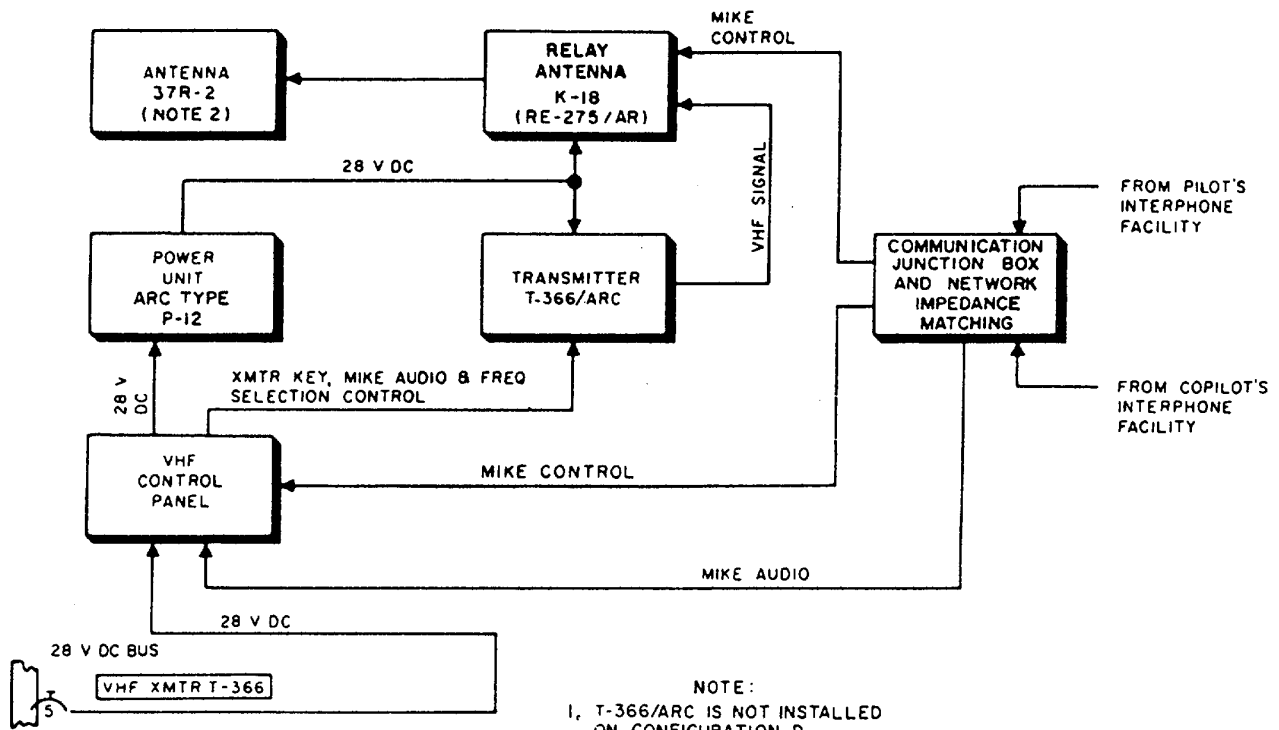 MIKE
CONTROL
ANTENNA
37R-2
(NOTE 2)
RELAY
ANTENNA
K-18
(RE-275/AR)
28 V DC
VHF SIGNAL
FROM PILOT'S
INTERPHONE
FACILITY
POWER
UNIT
ARC TYPE
P-12
TRANSMITTER
T-366/ARC
COMMUNICATION
JUNCTION BOX
AND NETWORK
IMPEDANCE
MATCHING
28 V
DC
XMTR KEY, MIKE AUDIO & FREQ
SELECTION CONTROL
FROM COPILOT'S
INTERPHONE
FACILITY
VHF
CONTROL
PANEL
MIKE CONTROL
MIKE AUDIO
28 V DC
28 V DC BUS
VHF XMTR T-366
5
NOTE:
1, T-366/ARC IS NOT INSTALLED
ON CONFIGURATION D